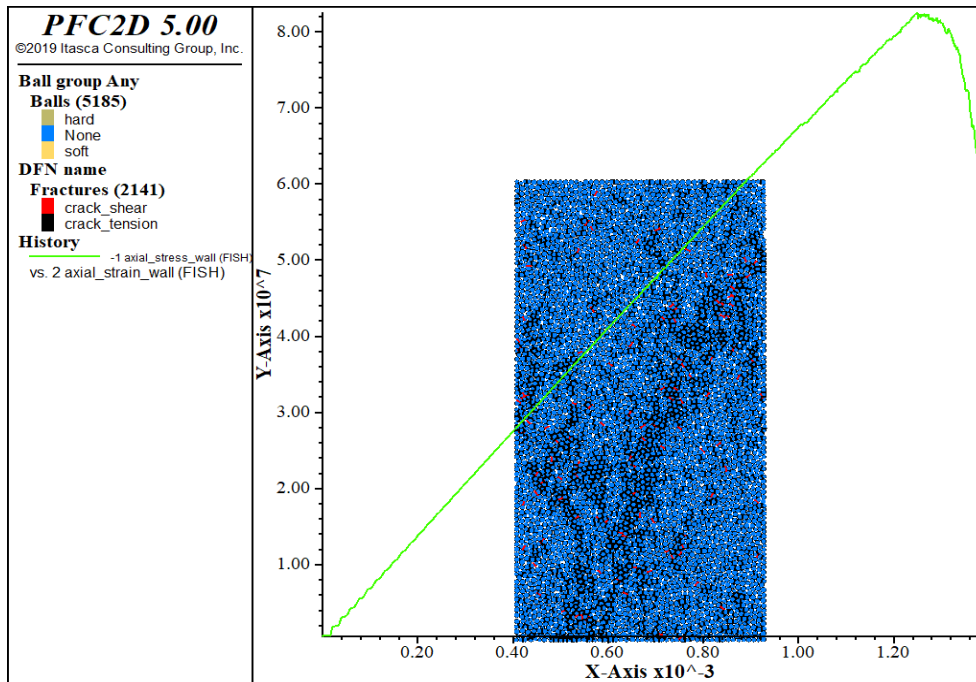 PFC2D 5.00
©2019 Itasca Consulting Group, Inc.
Ball group Any
Balls (5185)
hard
None
soft
DFN name
Fractures (2141)
crack_shear
crack_tension
History
-1 axial_stress_wall (FISH)
vs. 2 axial_strain_wall (FISH)
Y-Axis x10^7
8.00
7.00
6.00
5.00
4.00
3.00
2.00
1.00
0.20
0.40
0.60
0.80
1.00
1.20
X-Axis x10^-3